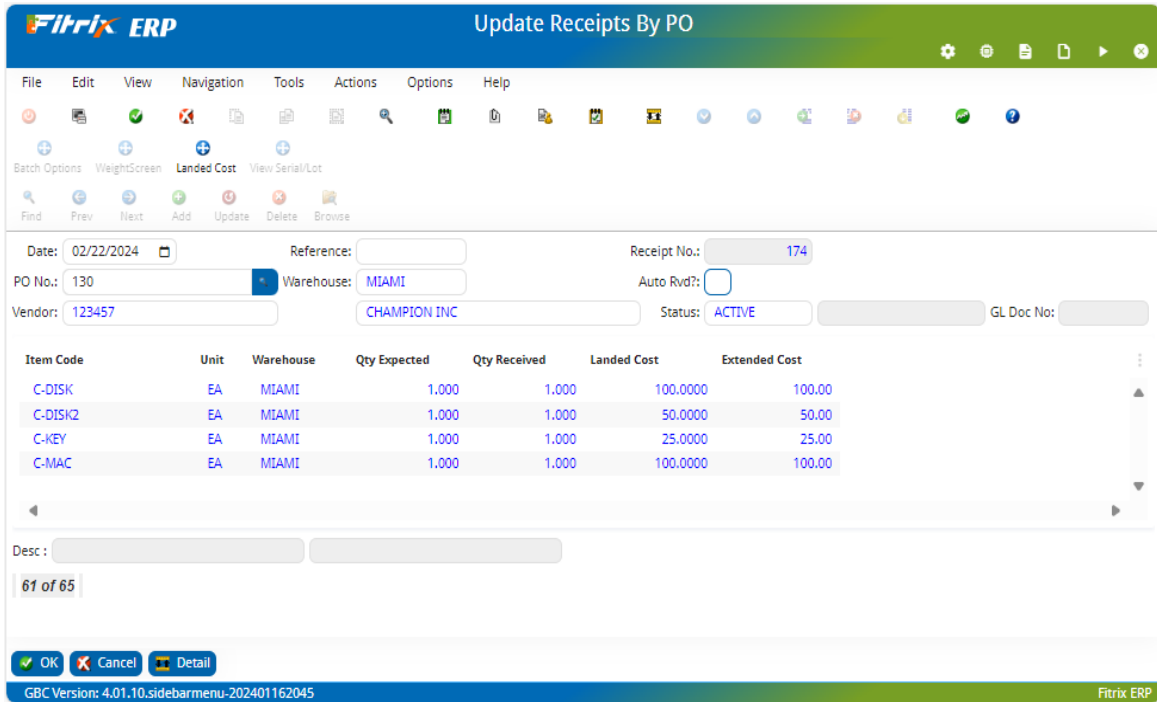 Fitrix ERP
Update Receipts By PO
File Edit View Navigation Tools Actions Options Help
Batch Options WeightScreen Landed Cost View Serial/Lot
Find Prev Next Add Update Delete Browse
Date: 02/22/2024 Reference: Receipt No.: 174
PO No.: 130 Warehouse: MIAMI Auto Rvd?:
Vendor: 123457 CHAMPION INC Status: ACTIVE GL Doc No:
Item Code Unit Warehouse Qty Expected Qty Received Landed Cost Extended Cost
C-DISK EA MIAMI 1.000 1.000 100.0000 100.00
C-DISK2 EA MIAMI 1.000 1.000 50.0000 50.00
C-KEY EA MIAMI 1.000 1.000 25.0000 25.00
C-MAC EA MIAMI 1.000 1.000 100.0000 100.00
Desc :
61 of 65
OK Cancel Detail
GBC Version: 4.01.10.sidebarmenu-202401162045 Fitrix ERP